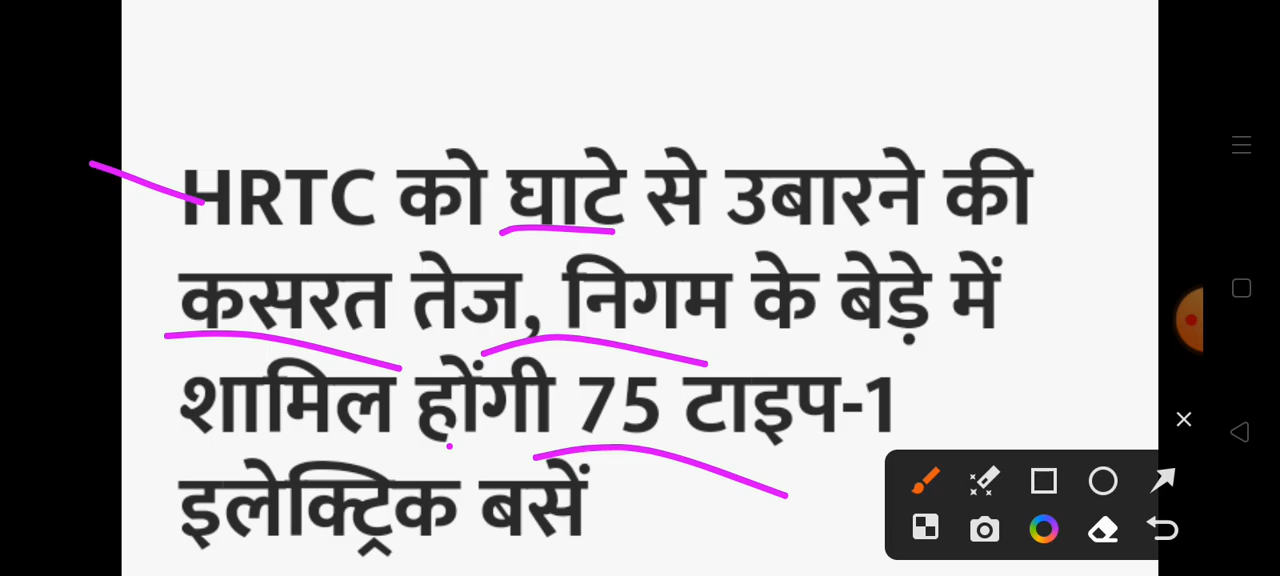 HRTC को घाटे से उबारने की
कसरत तेज, निगम के बेड़े में
शामिल होंगी 75 टाइप-1
इलेक्ट्रिक बसें